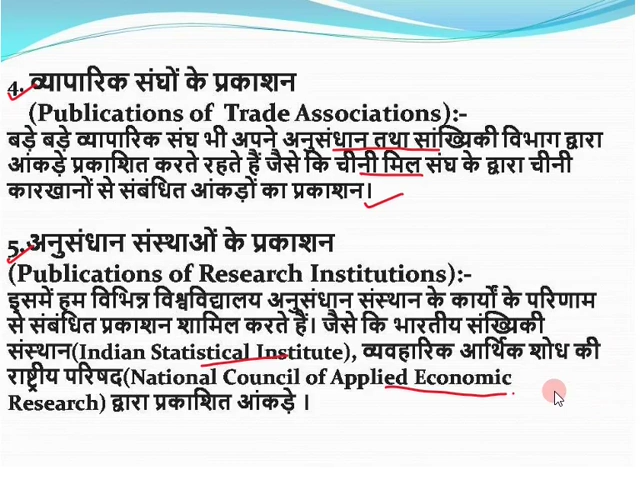 4. व्यापारिक संघों के प्रकाशन
(Publications of Trade Associations):-
बड़े बड़े व्यापारिक संघ भी अपने अनुसंधान तथा सांख्यिकी विभाग द्वारा
आंकड़े प्रकाशित करते रहते हैं जैसे कि चीनी मिल संघ के द्वारा चीनी
कारखानों से संबंधित आंकड़ों का प्रकाशन।
5.अनुसंधान संस्थाओं के प्रकाशन
(Publications of Research Institutions):-
इसमें हम विभिन्न विश्वविद्यालय अनुसंधान संस्थान के कार्यों के परिणाम
से संबंधित प्रकाशन शामिल करते हैं। जैसे कि भारतीय संख्यिकी
संस्थान(Indian Statistical Institute), व्यवहारिक आर्थिक शोध की
राष्ट्रीय परिषद(National Council of Applied Economic
Research) द्वारा प्रकाशित आंकड़े ।